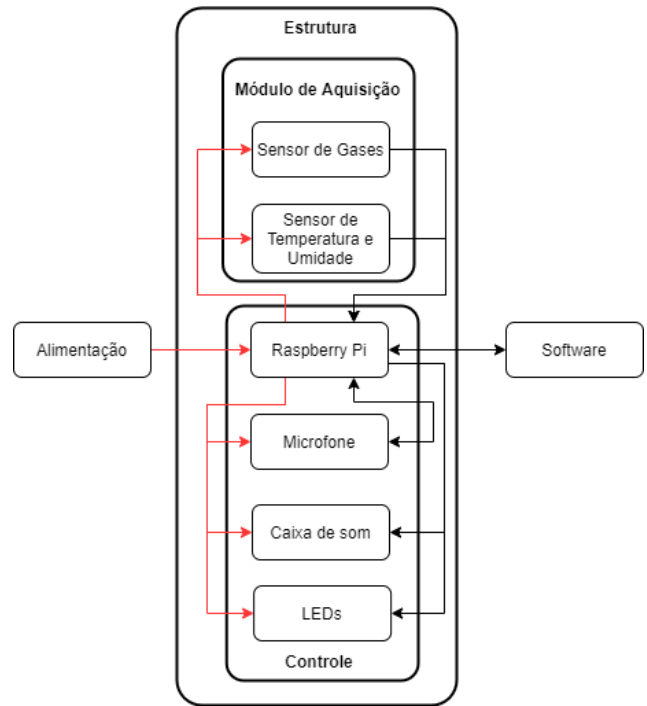 Estrutura
Módulo de Aquisição
Sensor de Gases
Sensor de
Temperatura e
Umidade
Alimentação
Raspberry Pi
Software
Microfone
Caixa de som
LEDs
Controle